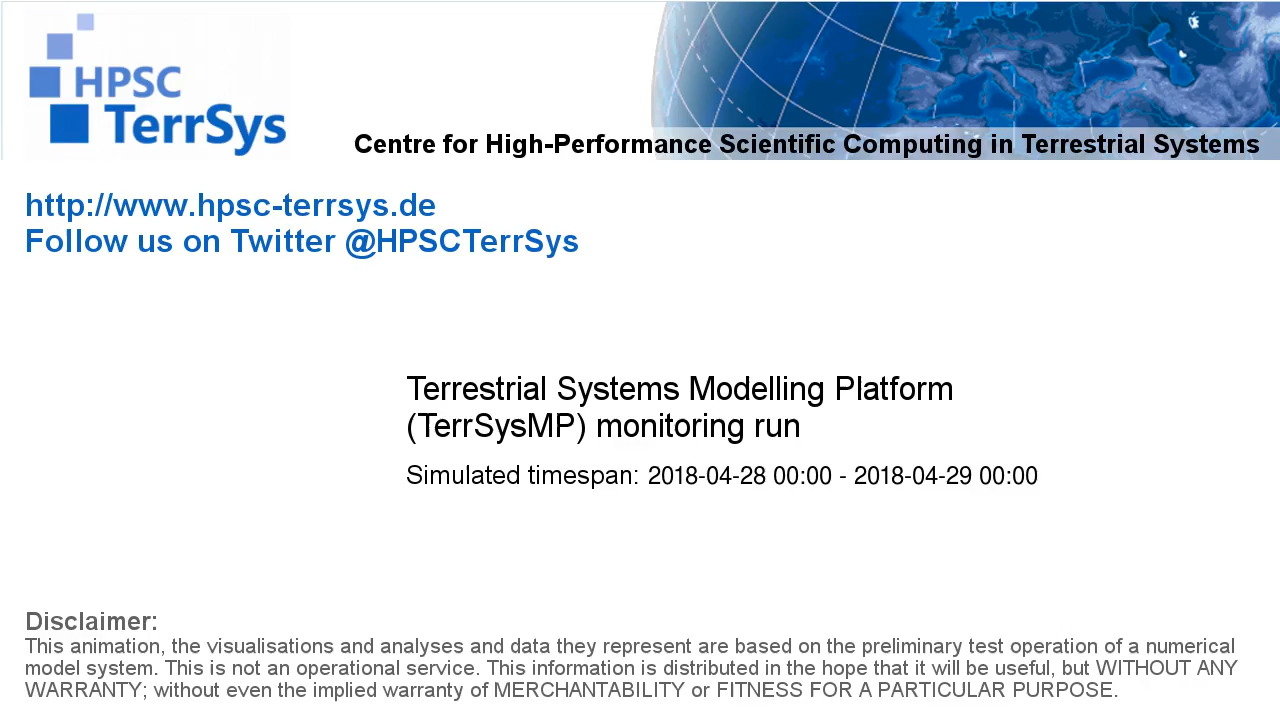 HPSC
TerrSys
Centre for High-Performance Scientific Computing in Terrestrial Systems
http://www.hpsc-terrsys.de
Follow us on Twitter @HPSCTerrSys
Terrestrial Systems Modelling Platform
(TerrSysMP) monitoring run
Simulated timespan: 2018-04-28 00:00 - 2018-04-29 00:00
Disclaimer:
This animation, the visualisations and analyses and data they represent are based on the preliminary test operation of a numerical
model system. This is not an operational service. This information is distributed in the hope that it will be useful, but WITHOUT ANY
WARRANTY; without even the implied warranty of MERCHANTABILITY or FITNESS FOR A PARTICULAR PURPOSE.